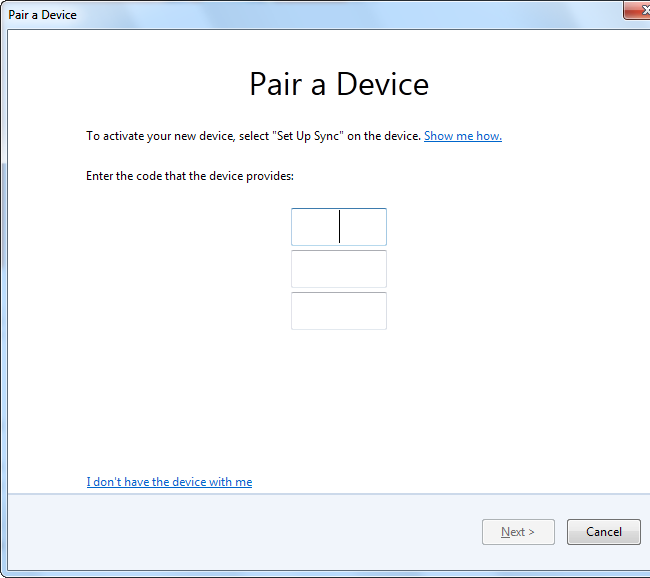 Pair a Device
Pair a Device
To activate your new device, select "Set Up Sync" on the device. Show me how.
Enter the code that the device provides:
I don't have the device with me
Next >
Cancel